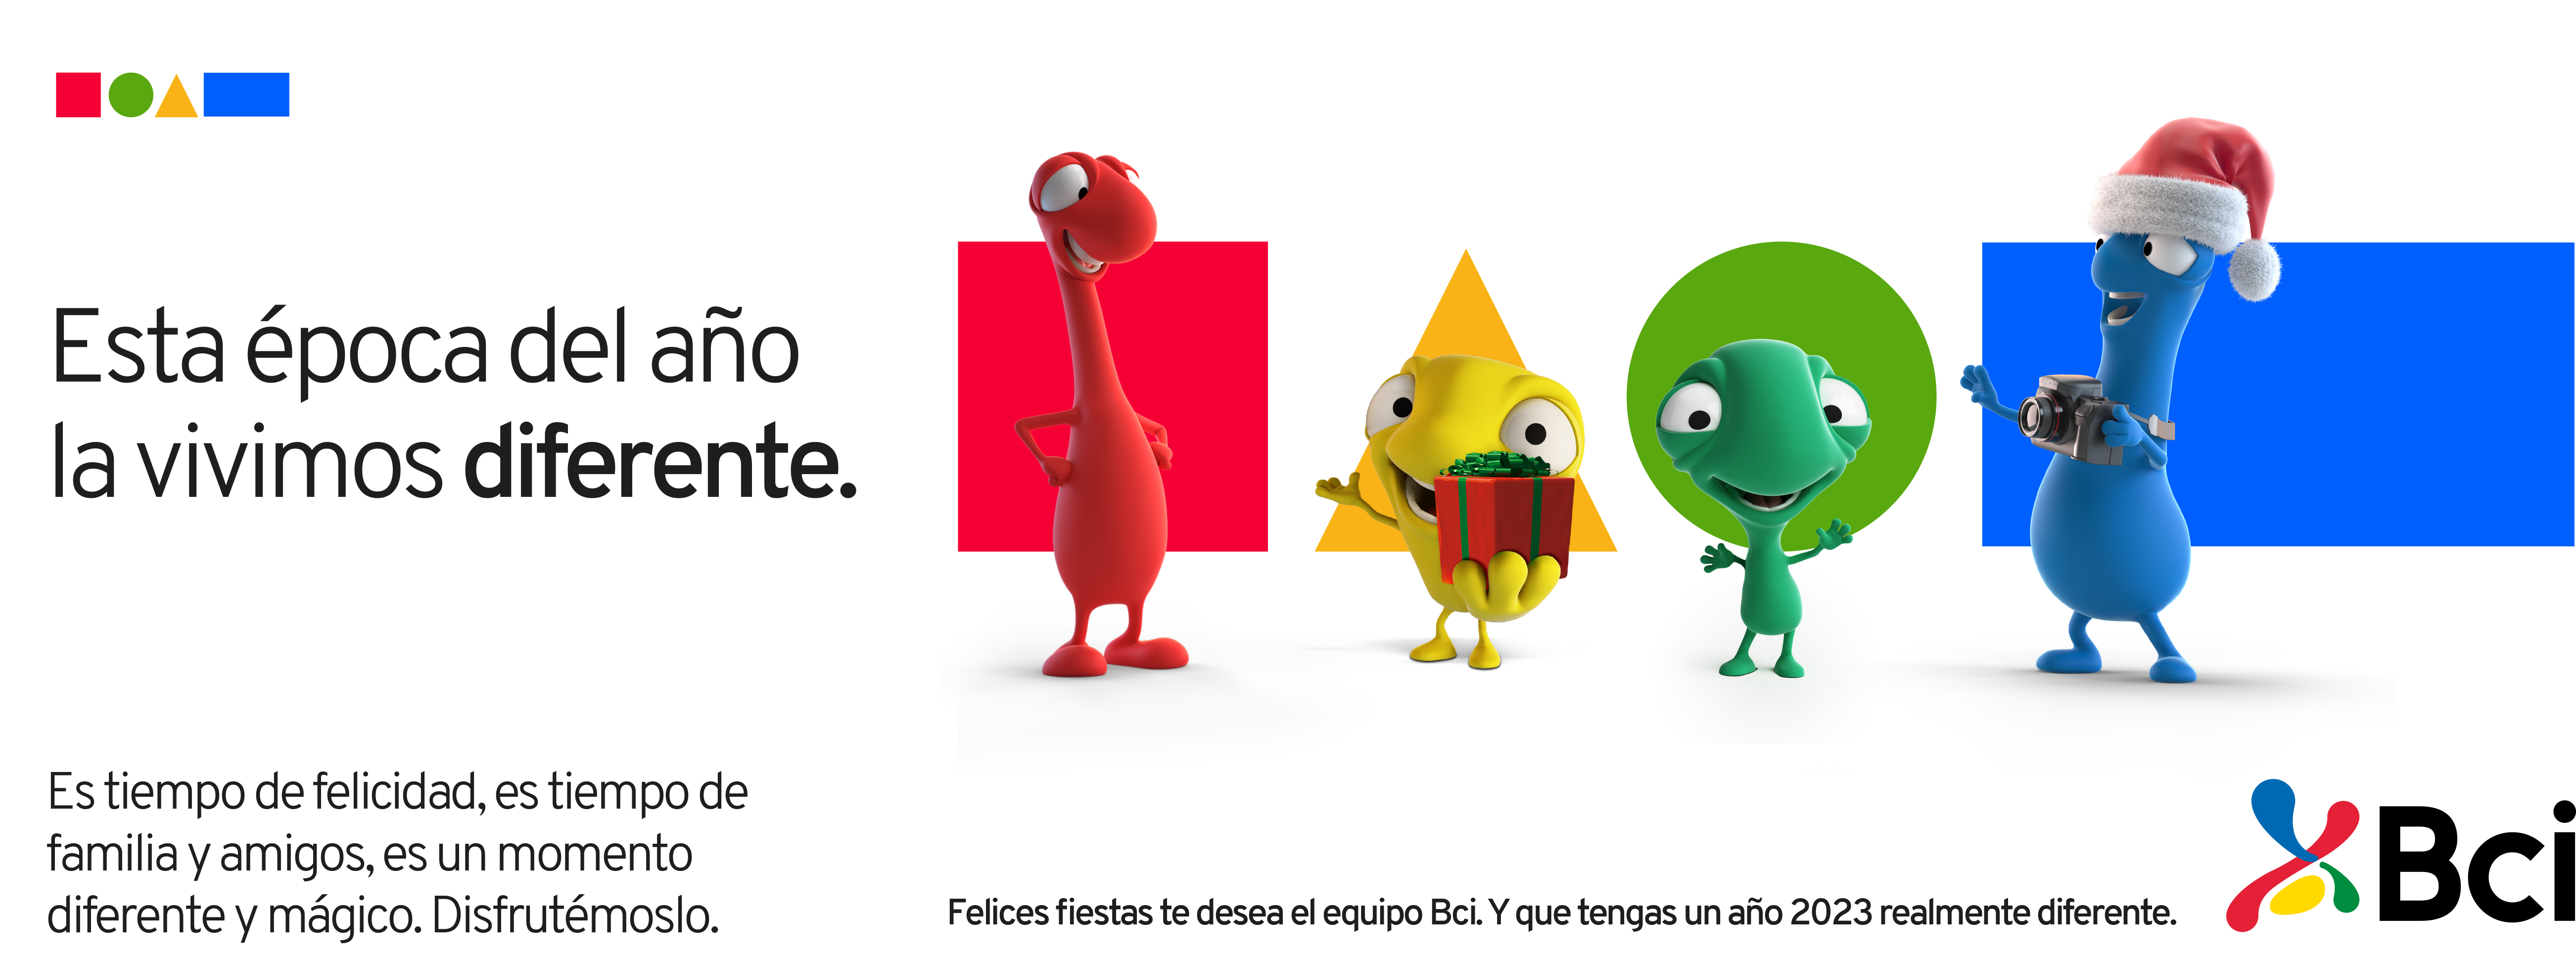 Esta época del año
la vivimos diferente.
Es tiempo de felicidad, es tiempo de
familia y amigos, es un momento
diferente y mágico. Disfrutémoslo.
Felices fiestas te desea el equipo Bci. Y que tengas un año 2023 realmente diferente.
Bci